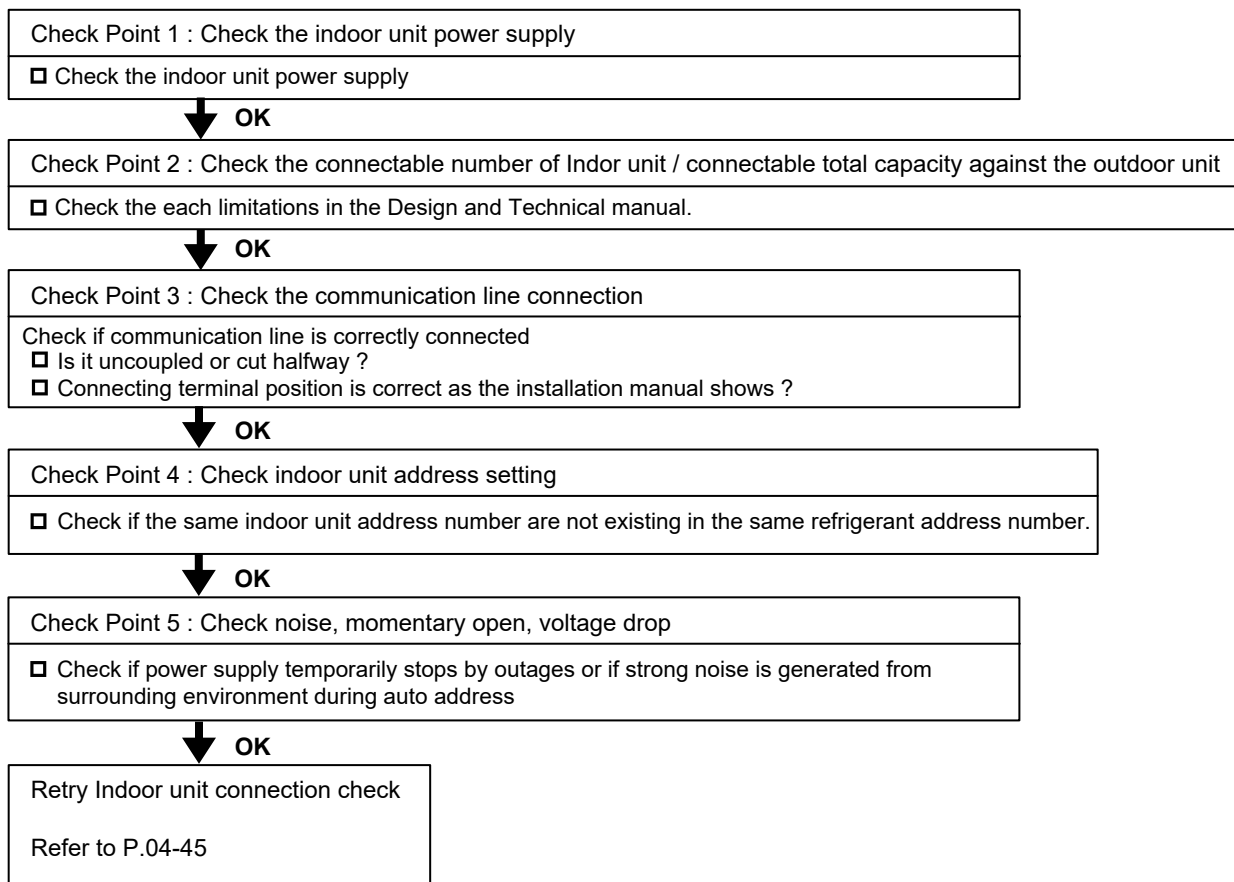 Check Point 1 : Check the indoor unit power supply
Check the indoor unit power supply
OK
Check Point 2 : Check the connectable number of Indor unit / connectable total capacity against the outdoor unit
Check the each limitations in the Design and Technical manual.
OK
Check Point 3 : Check the communication line connection
Check if communication line is correctly connected
Is it uncoupled or cut halfway ?
Connecting terminal position is correct as the installation manual shows ?
OK
Check Point 4 : Check indoor unit address setting
Check if the same indoor unit address number are not existing in the same refrigerant address number.
OK
Check Point 5 : Check noise, momentary open, voltage drop
Check if power supply temporarily stops by outages or if strong noise is generated from
surrounding environment during auto address
OK
Retry Indoor unit connection check
Refer to P.04-45